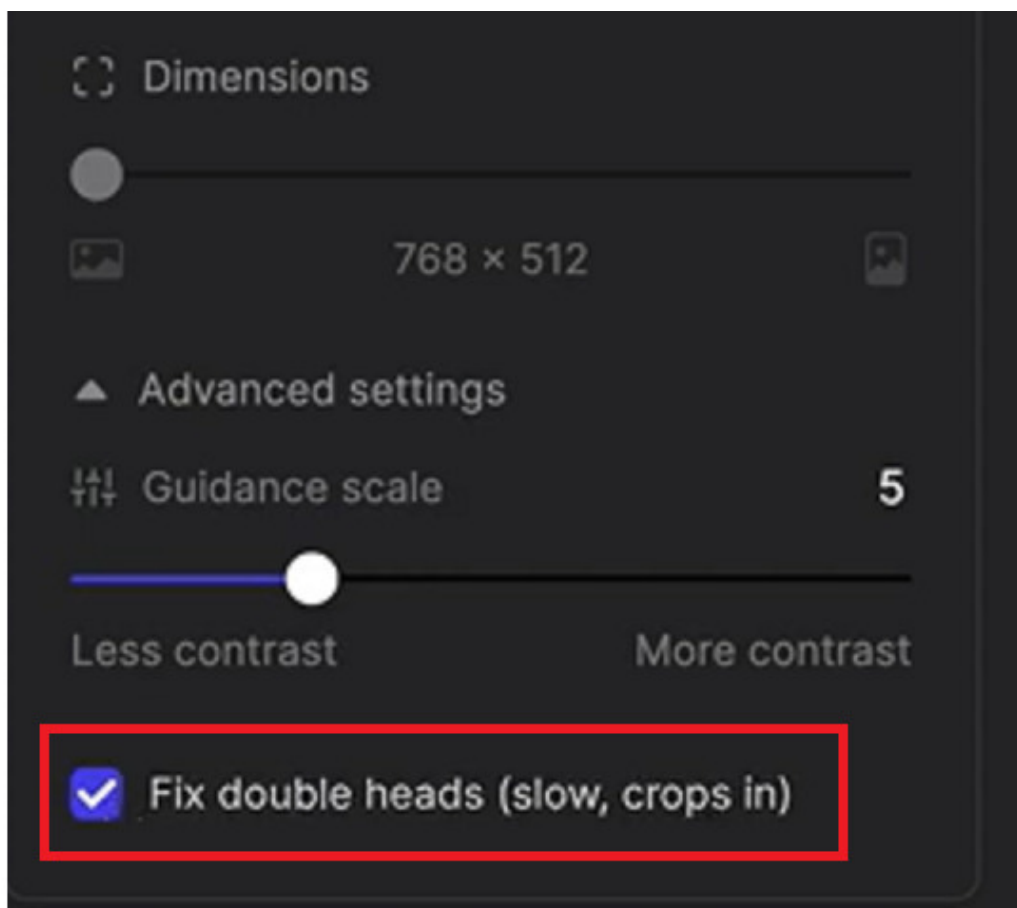 Dimensions
768 × 512
Advanced settings
Guidance scale 5
Less contrast More contrast
Fix double heads (slow, crops in)